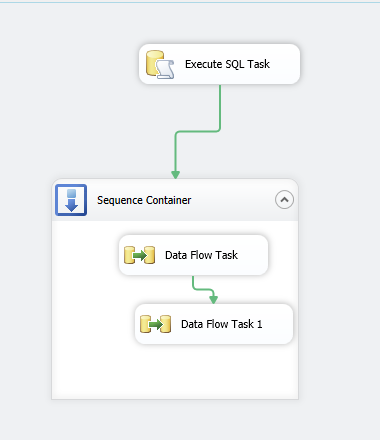 Execute SQL Task
Sequence Container
Data Flow Task
Data Flow Task 1